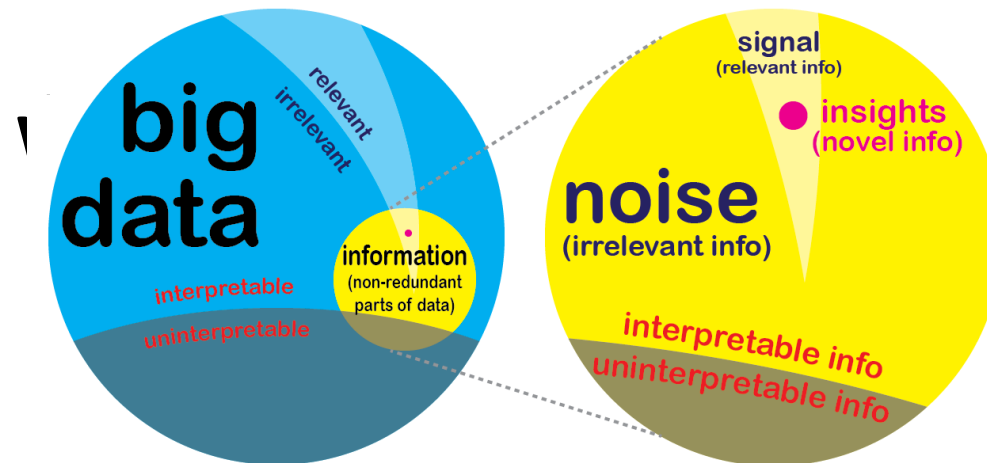 big
data
relevant
irrelevant
information
(non-redundant
parts of data)
interpretable
uninterpretable
signal
(relevant info)
insights
(novel info)
noise
(irrelevant info)
interpretable info
uninterpretable info